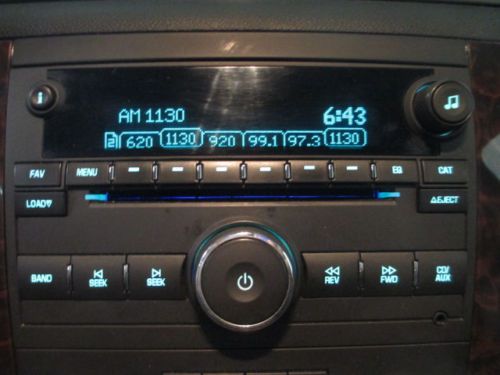 AM 1130 6:43
2 620 1130 920 99.1 97.3 1130
FAV MENU EQ CAT
LOAD EJECT
BAND SEEK SEEK REV FWD CD/
AUX